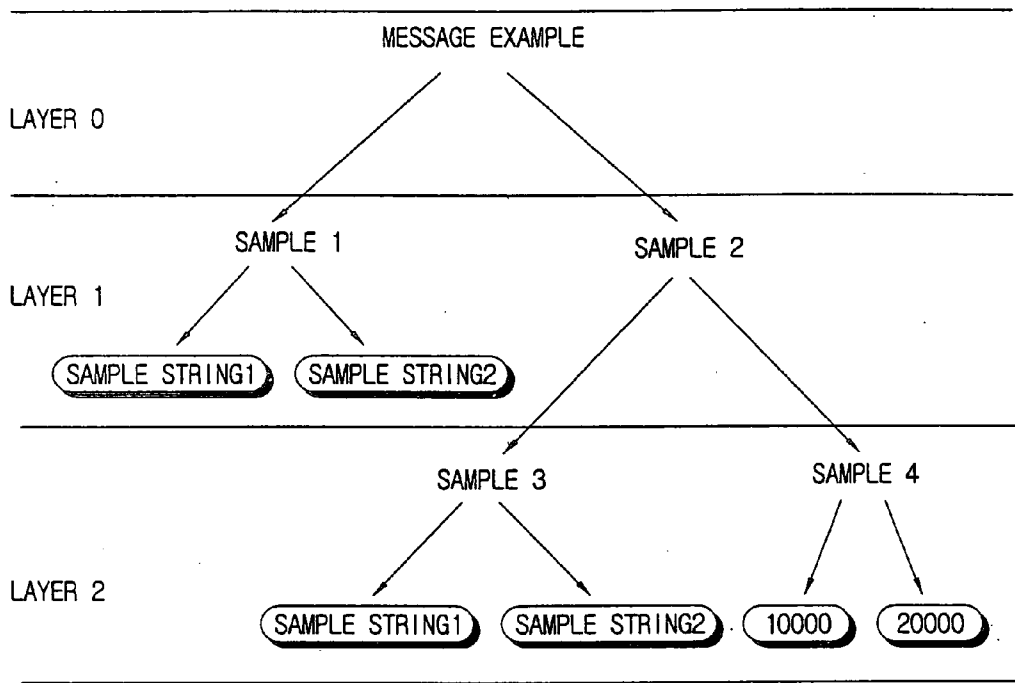 MESSAGE EXAMPLE
LAYER 0
SAMPLE 1
SAMPLE 2
LAYER 1
SAMPLE STRING1
SAMPLE STRING2
SAMPLE 3
SAMPLE 4
LAYER 2
SAMPLE STRING1
SAMPLE STRING2
10000
20000